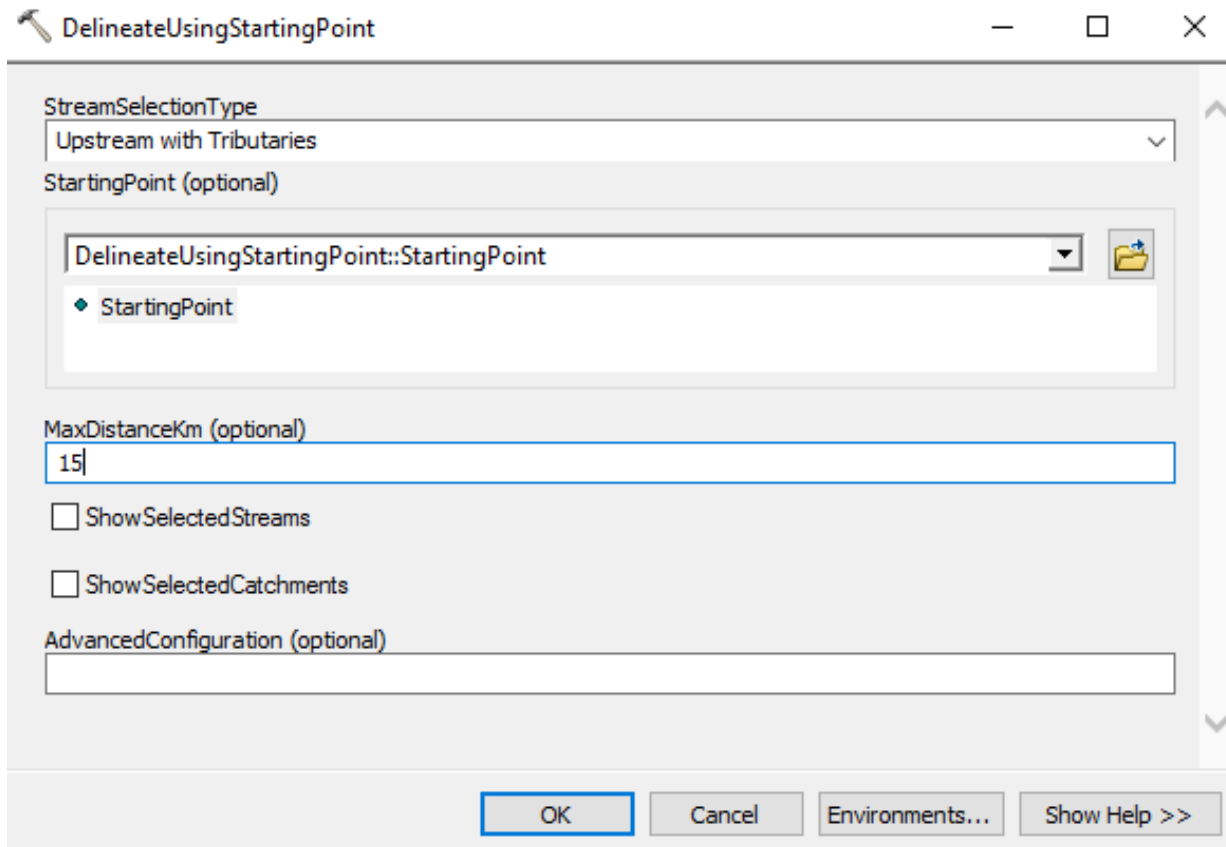 DelineateUsingStartingPoint
StreamSelectionType
Upstream with Tributaries
StartingPoint (optional)
DelineateUsingStartingPoint::StartingPoint
StartingPoint
MaxDistanceKm (optional)
15
ShowSelectedStreams
ShowSelectedCatchments
AdvancedConfiguration (optional)
OK Cancel Environments... Show Help >>